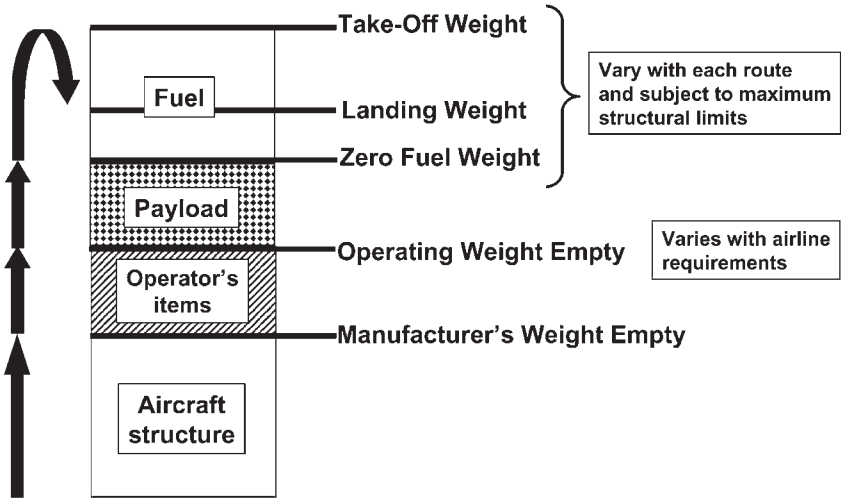 Take-Off Weight
Vary with each route
and subject to maximum
structural limits
Fuel
Landing Weight
Zero Fuel Weight
Payload
Operating Weight Empty
Varies with airline
requirements
Operator's
items
Manufacturer's Weight Empty
Aircraft
structure